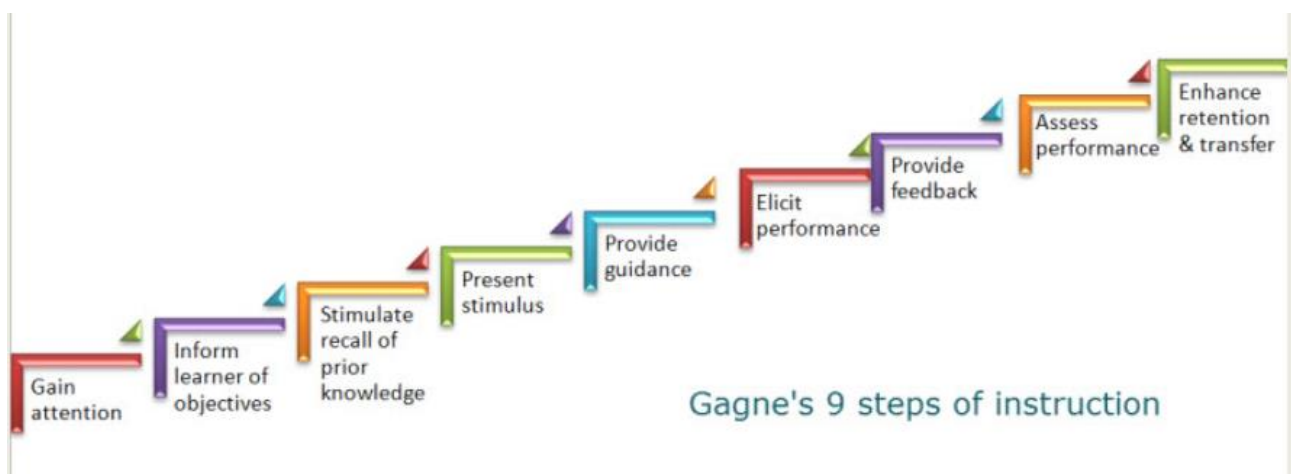 Gain
attention
Inform
learner of
objectives
Stimulate
recall of
prior
knowledge
Present
stimulus
Provide
guidance
Elicit
performance
Provide
feedback
Assess
performance
Enhance
retention
& transfer
Gagne's 9 steps of instruction